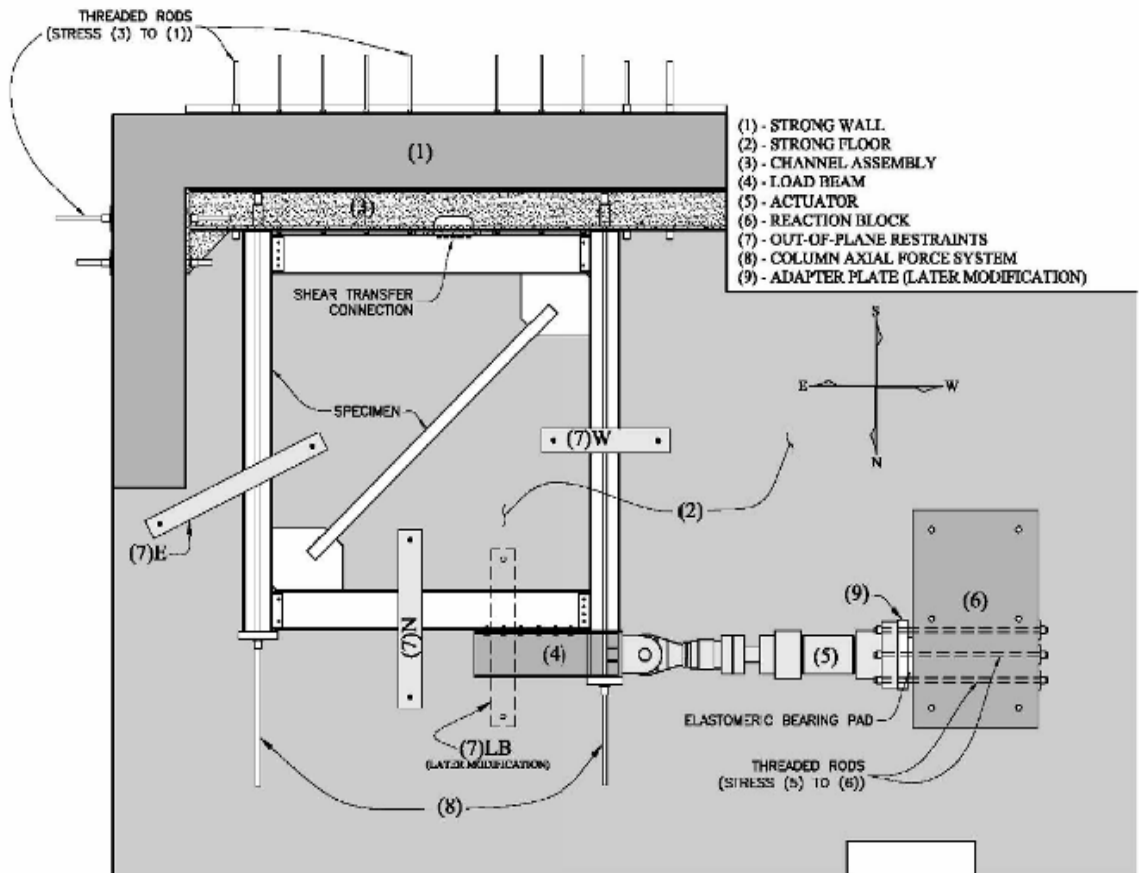 THREADED RODS
(STRESS (3) TO (1))
(1)
(1) - STRONG WALL
(2) - STRONG FLOOR
(3) - CHANNEL ASSEMBLY
(4) - LOAD BEAM
(5) - ACTUATOR
(6) - REACTION BLOCK
(7) - OUT-OF-PLANE RESTRAINTS
(8) - COLUMN AXIAL FORCE SYSTEM
(9) - ADAPTER PLATE (LATER MODIFICATION)
(3)
SHEAR TRANSFER
CONNECTION
S
E
W
N
SPECIMEN
(7)W
(2)
(7)E
(7)N
(9)
(6)
(4)
(5)
ELASTOMERIC BEARING PAD
(7)LB
(LATER MODIFICATION)
THREADED RODS
(STRESS (5) TO (6))
(8)